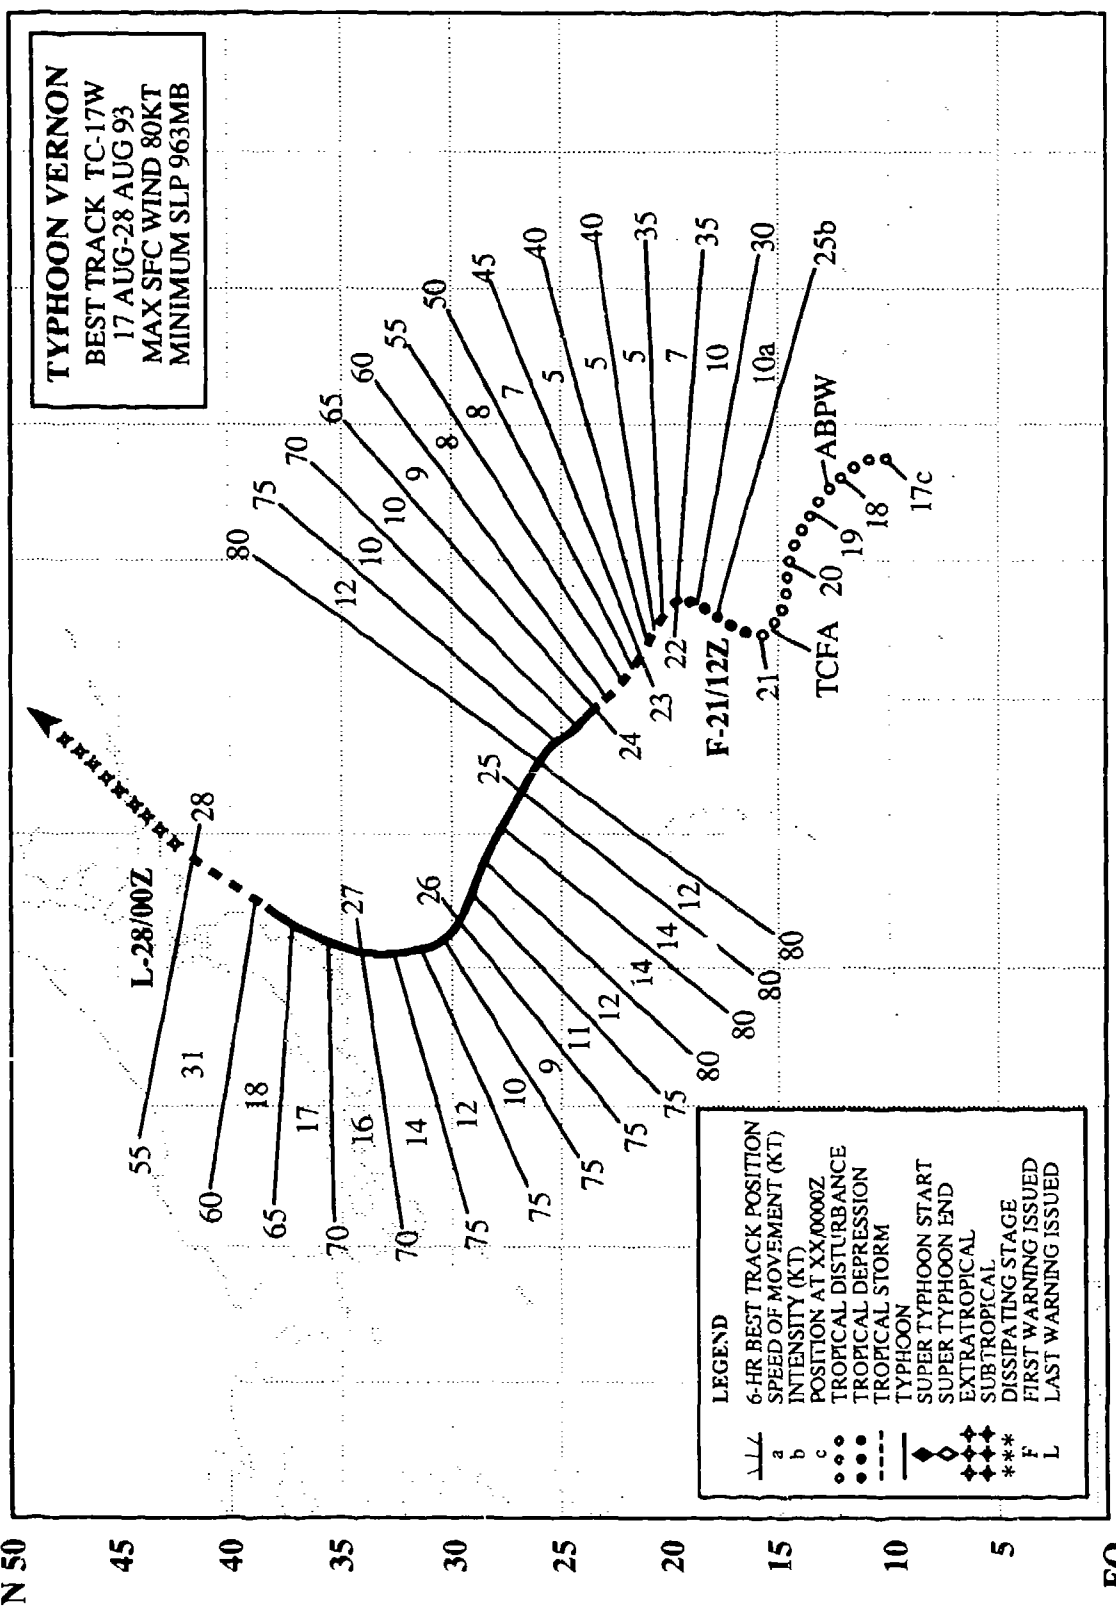 TYPHOON VERNON
BEST TRACK TC-17W
17 AUG-28 AUG 93
MAX SFC WIND 80KT
MINIMUM SLP 963MB
L-28/00Z
28
27
26
25
24
23
22
F-21/12Z
21
TCFA
20
19
18
17c
ABPW
55
60
65
70
70
75
75
75
75
75
80
80
80
80
31
18
17
16
14
12
10
9
11
12
14
14
12
80
75
70
65
60
55
50
45
40
40
35
35
30
25b
12
10
10
9
8
8
7
5
5
5
7
10
10a
LEGEND
6-HR BEST TRACK POSITION
a SPEED OF MOVEMENT (KT)
b INTENSITY (KT)
c POSITION AT XX/0000Z
TROPICAL DISTURBANCE
TROPICAL DEPRESSION
TROPICAL STORM
TYPHOON
SUPER TYPHOON START
SUPER TYPHOON END
EXTRATROPICAL
SUBTROPICAL
*** DISSIPATING STAGE
F FIRST WARNING ISSUED
L LAST WARNING ISSUED
N 50
45
40
35
30
25
20
15
10
5
EQ